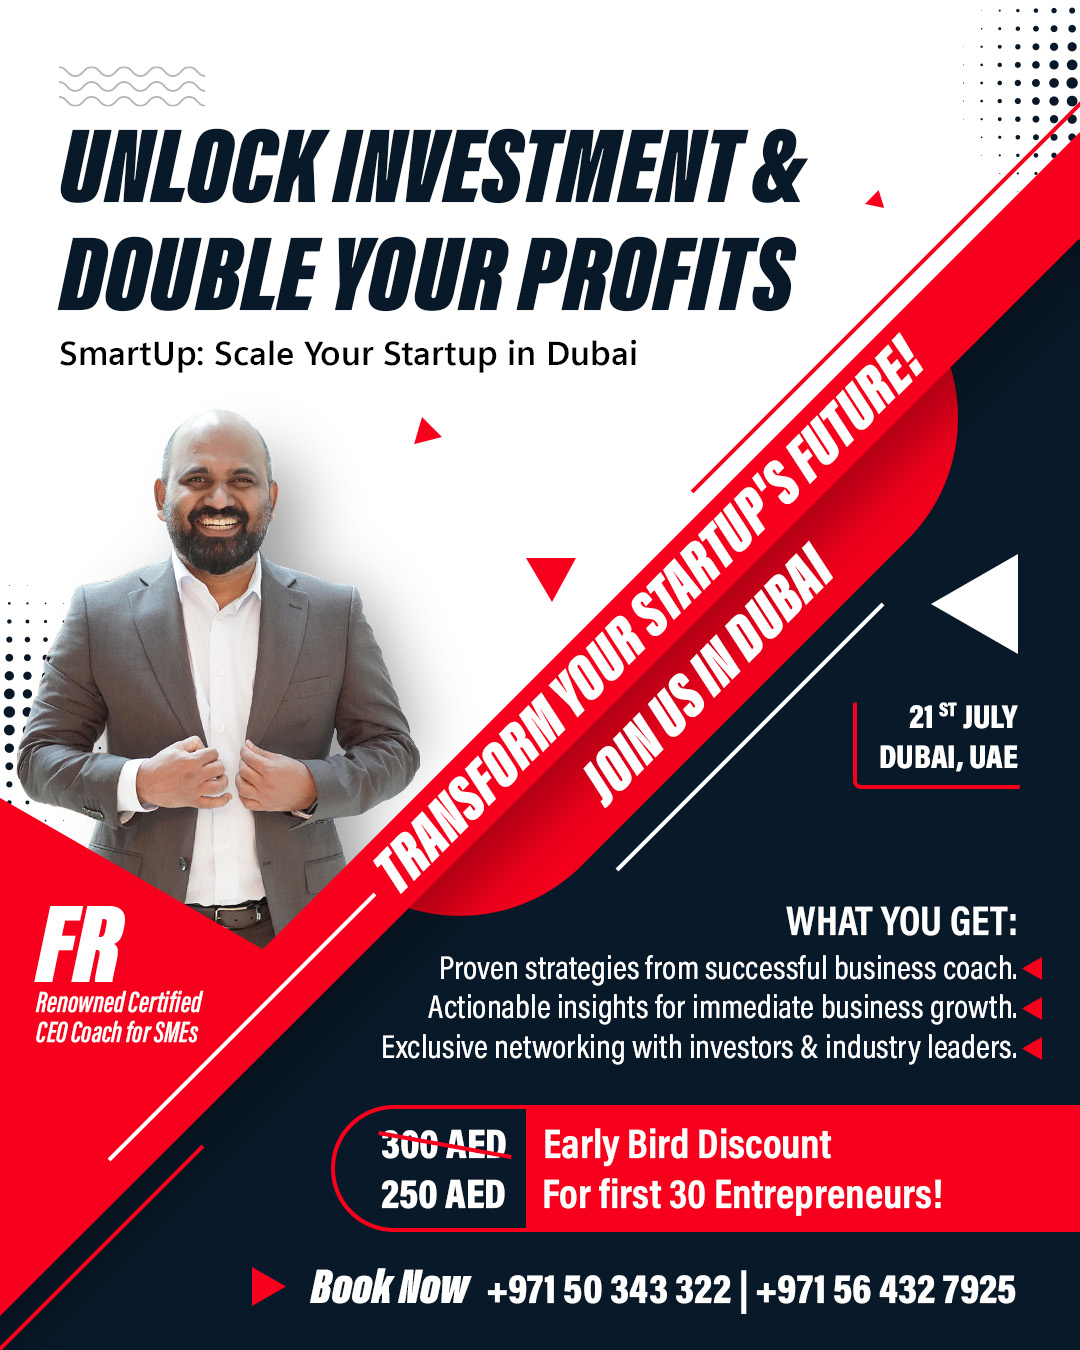 UNLOCK INVESTMENT &
DOUBLE YOUR PROFITS
SmartUp: Scale Your Startup in Dubai
TRANSFORM YOUR STARTUP'S FUTURE!
JOIN US IN DUBAI
21 ST JULY
DUBAI, UAE
FR
Renowned Certified
CEO Coach for SMEs
WHAT YOU GET:
Proven strategies from successful business coach.
Actionable insights for immediate business growth.
Exclusive networking with investors & industry leaders.
300 AED
250 AED
Early Bird Discount
For first 30 Entrepreneurs!
Book Now +971 50 343 322 | +971 56 432 7925